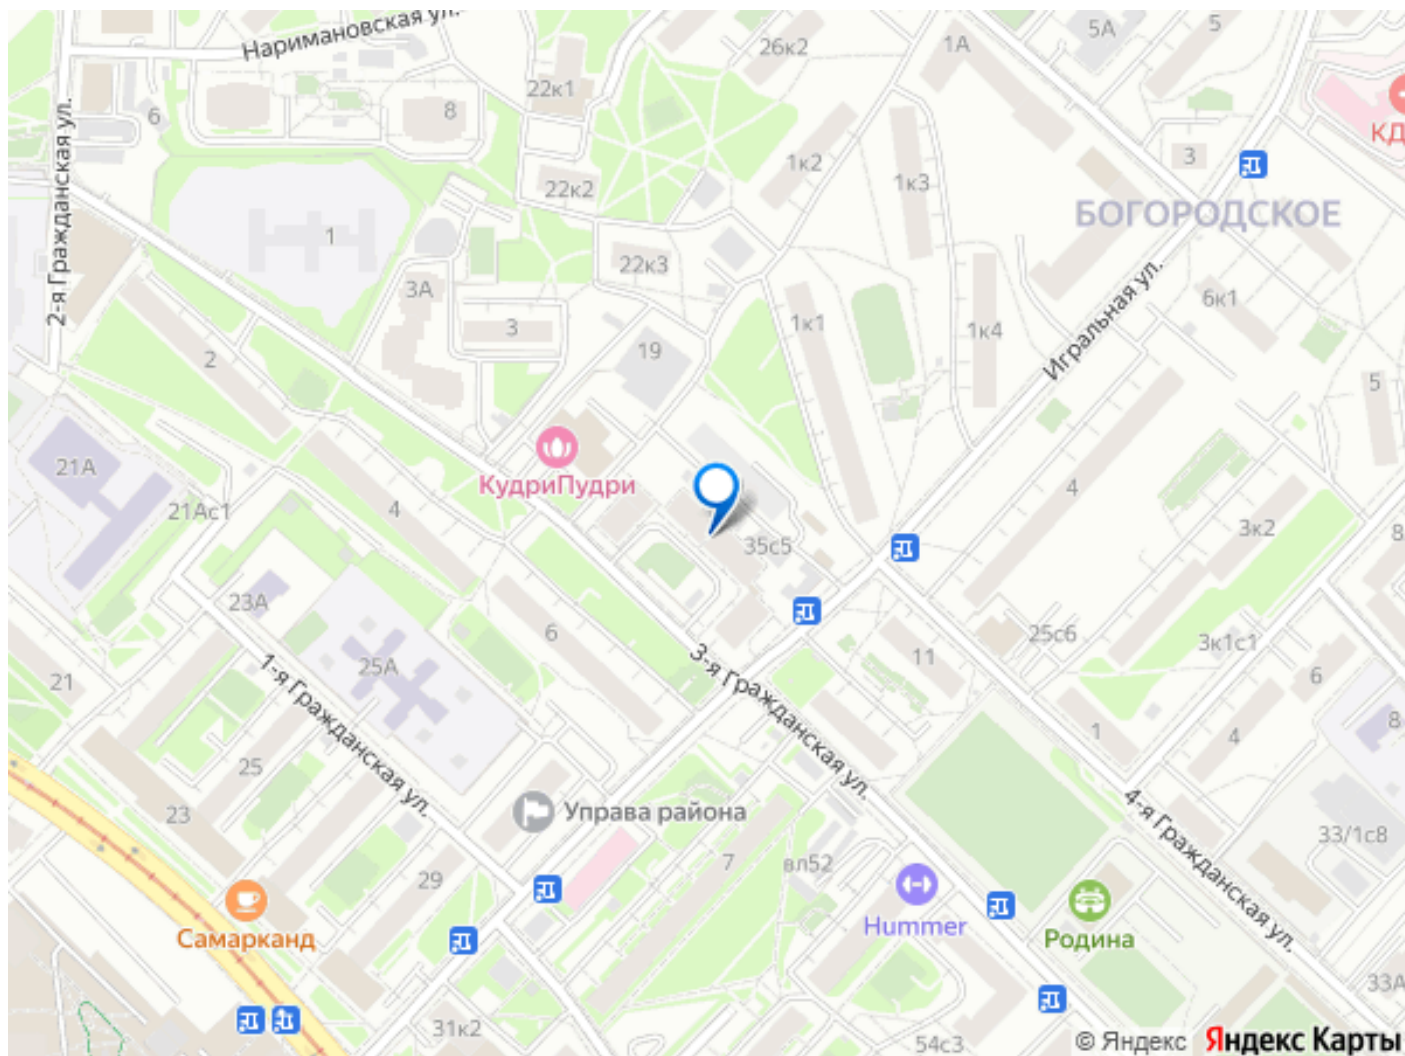 Наримановская ул.
5А
5
1А
26к2
22к1
2-я Гражданская ул.
6
8
КД
3
1к2
1к3
22к2
БОГОРОДСКОЕ
1
22к3
3А
6к1
Игральная ул.
3
1к1
1к4
19
2
5
21А
КудриПудри
4
4
21Ас1
35с5
3к2
8
23А
6
25с6
3к1с1
25А
11
21
6
1-я Гражданская ул.
3-я Гражданская ул.
8
1
4
25
23
Управа района
4-я Гражданская ул.
33/1с8
7
вл52
29
Самарканд
Hummer
Родина
33А
31к2
54с3
© Яндекс Яндекс Карты